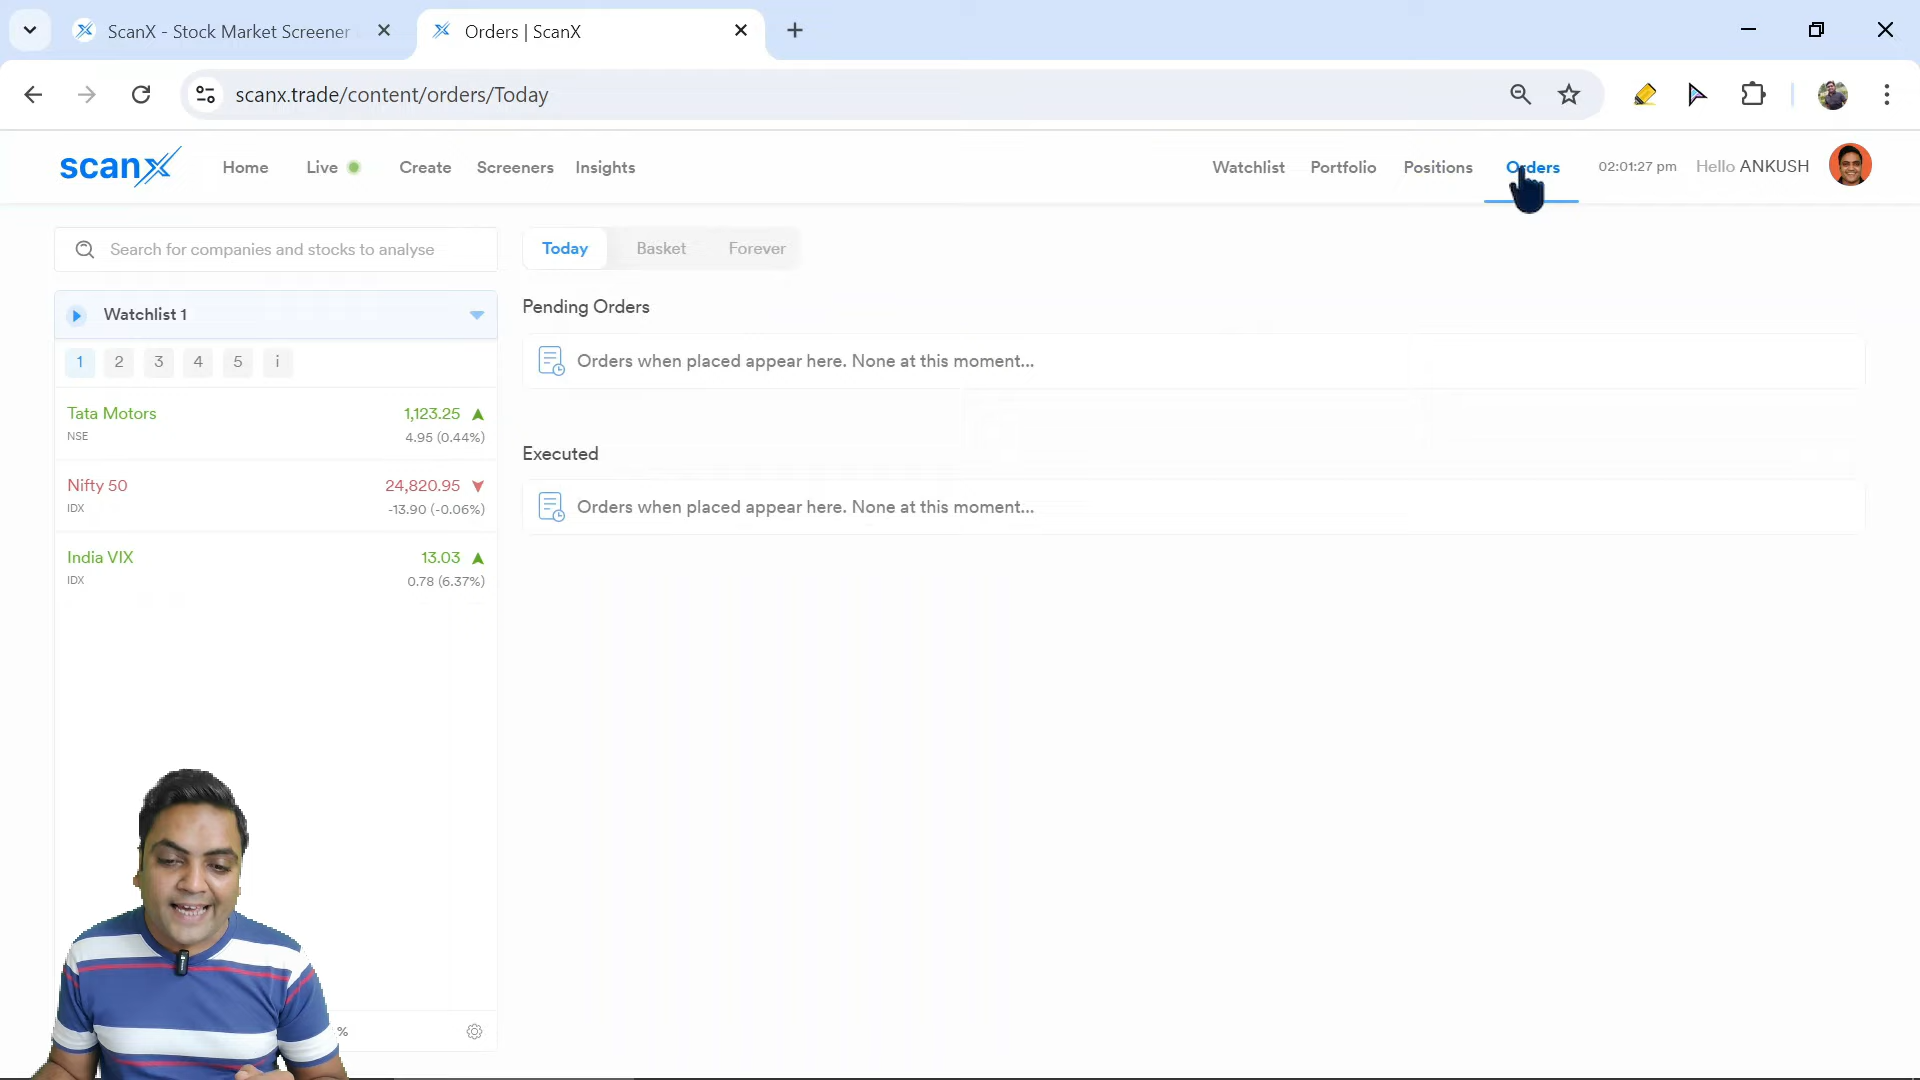 ScanX - Stock Market Screener
Orders | ScanX
scanx.trade/content/orders/Today
scanX
Home
Live
Create
Screeners
Insights
Watchlist
Portfolio
Positions
Orders
02:01:27 pm
Hello ANKUSH
Search for companies and stocks to analyse
Today
Basket
Forever
Watchlist 1
1
2
3
4
5
i
Tata Motors
1,123.25
NSE
4.95 (0.44%)
Nifty 50
24,820.95
IDX
-13.90 (-0.06%)
India VIX
13.03
IDX
0.78 (6.37%)
%
Pending Orders
Orders when placed appear here. None at this moment...
Executed
Orders when placed appear here. None at this moment...